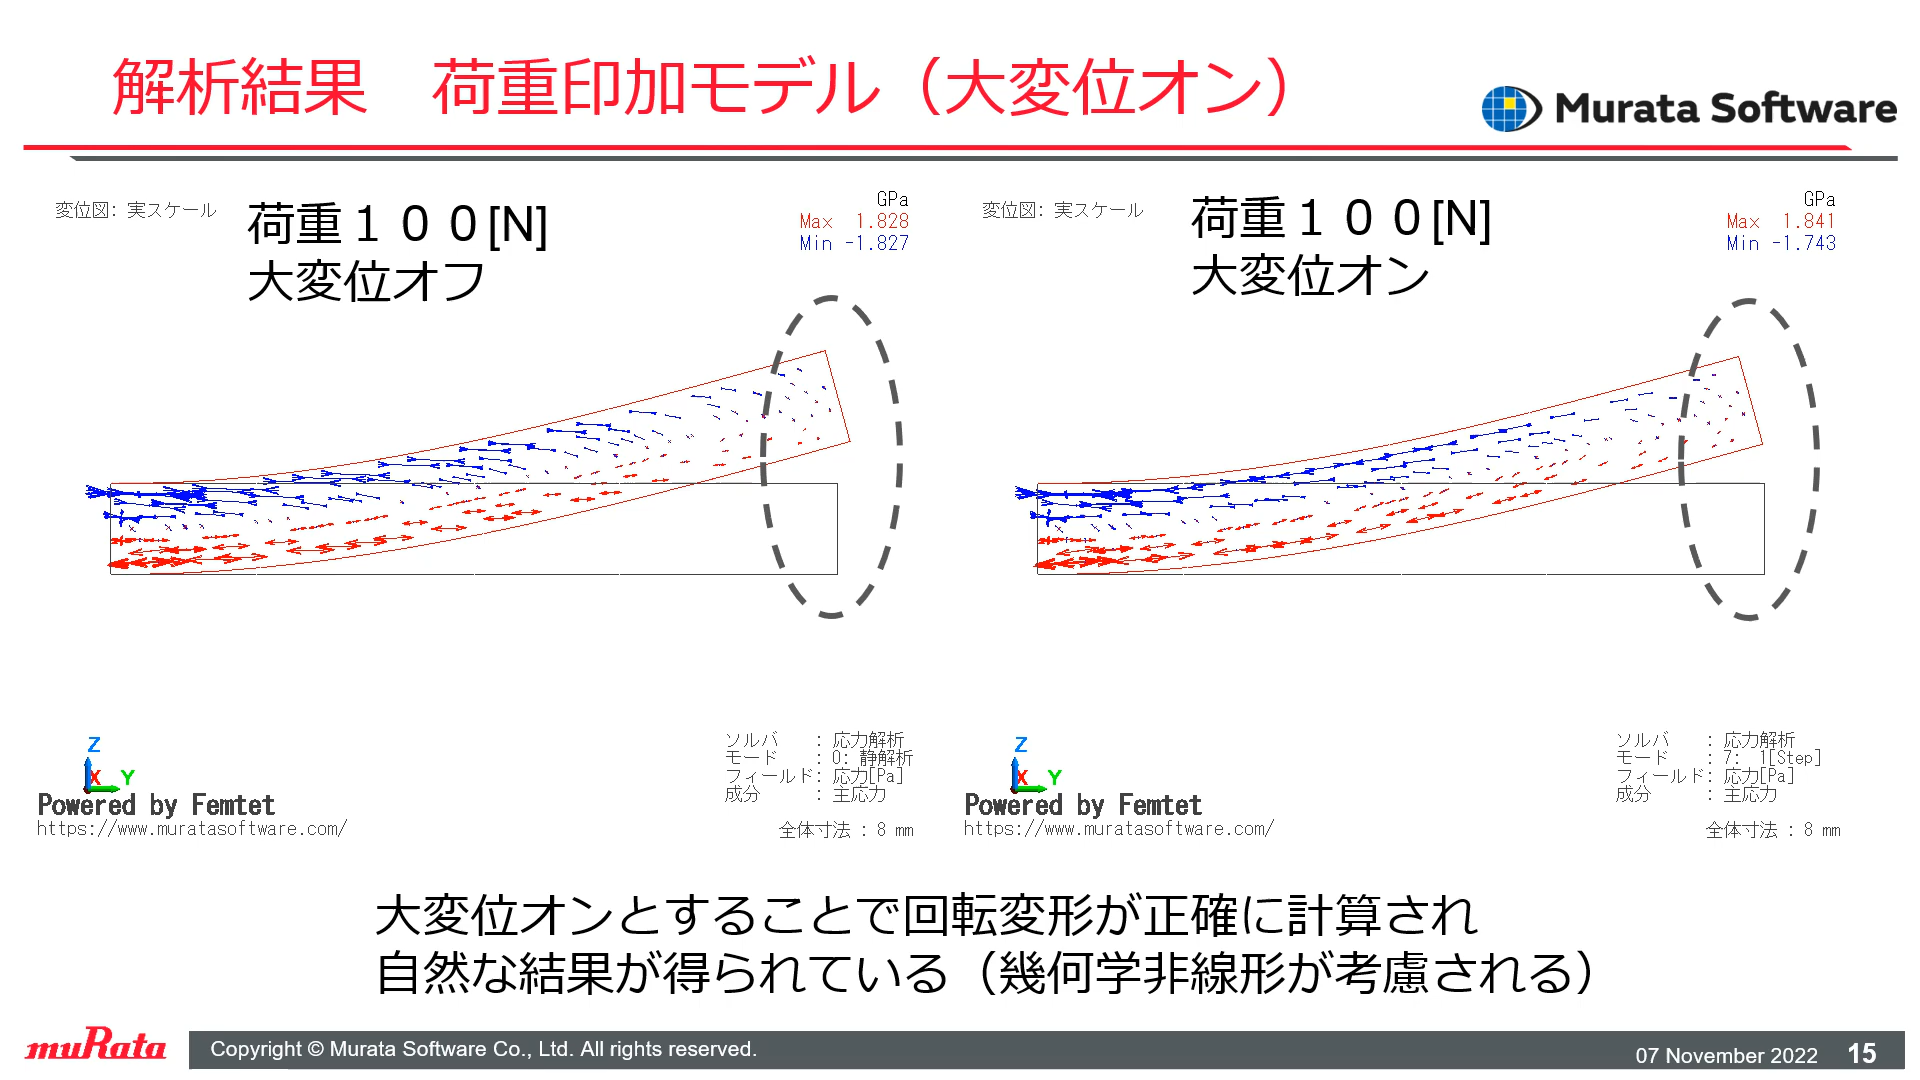 解析結果　荷重印加モデル（大変位オン）
Murata Software
変位図: 実スケール
荷重１００[N]
大変位オフ
GPa
Max 1.828
Min -1.827
Z
X Y
Powered by Femtet
https://www.muratasoftware.com/
ソルバ : 応力解析
モード : 0: 静解析
フィールド: 応力[Pa]
成分 : 主応力
全体寸法 : 8 mm
変位図: 実スケール
荷重１００[N]
大変位オン
GPa
Max 1.841
Min -1.743
Z
X Y
Powered by Femtet
https://www.muratasoftware.com/
ソルバ : 応力解析
モード : 7: 1[Step]
フィールド: 応力[Pa]
成分 : 主応力
全体寸法 : 8 mm
大変位オンとすることで回転変形が正確に計算され
自然な結果が得られている（幾何学非線形が考慮される）
muRata
Copyright © Murata Software Co., Ltd. All rights reserved.
07 November 2022
15